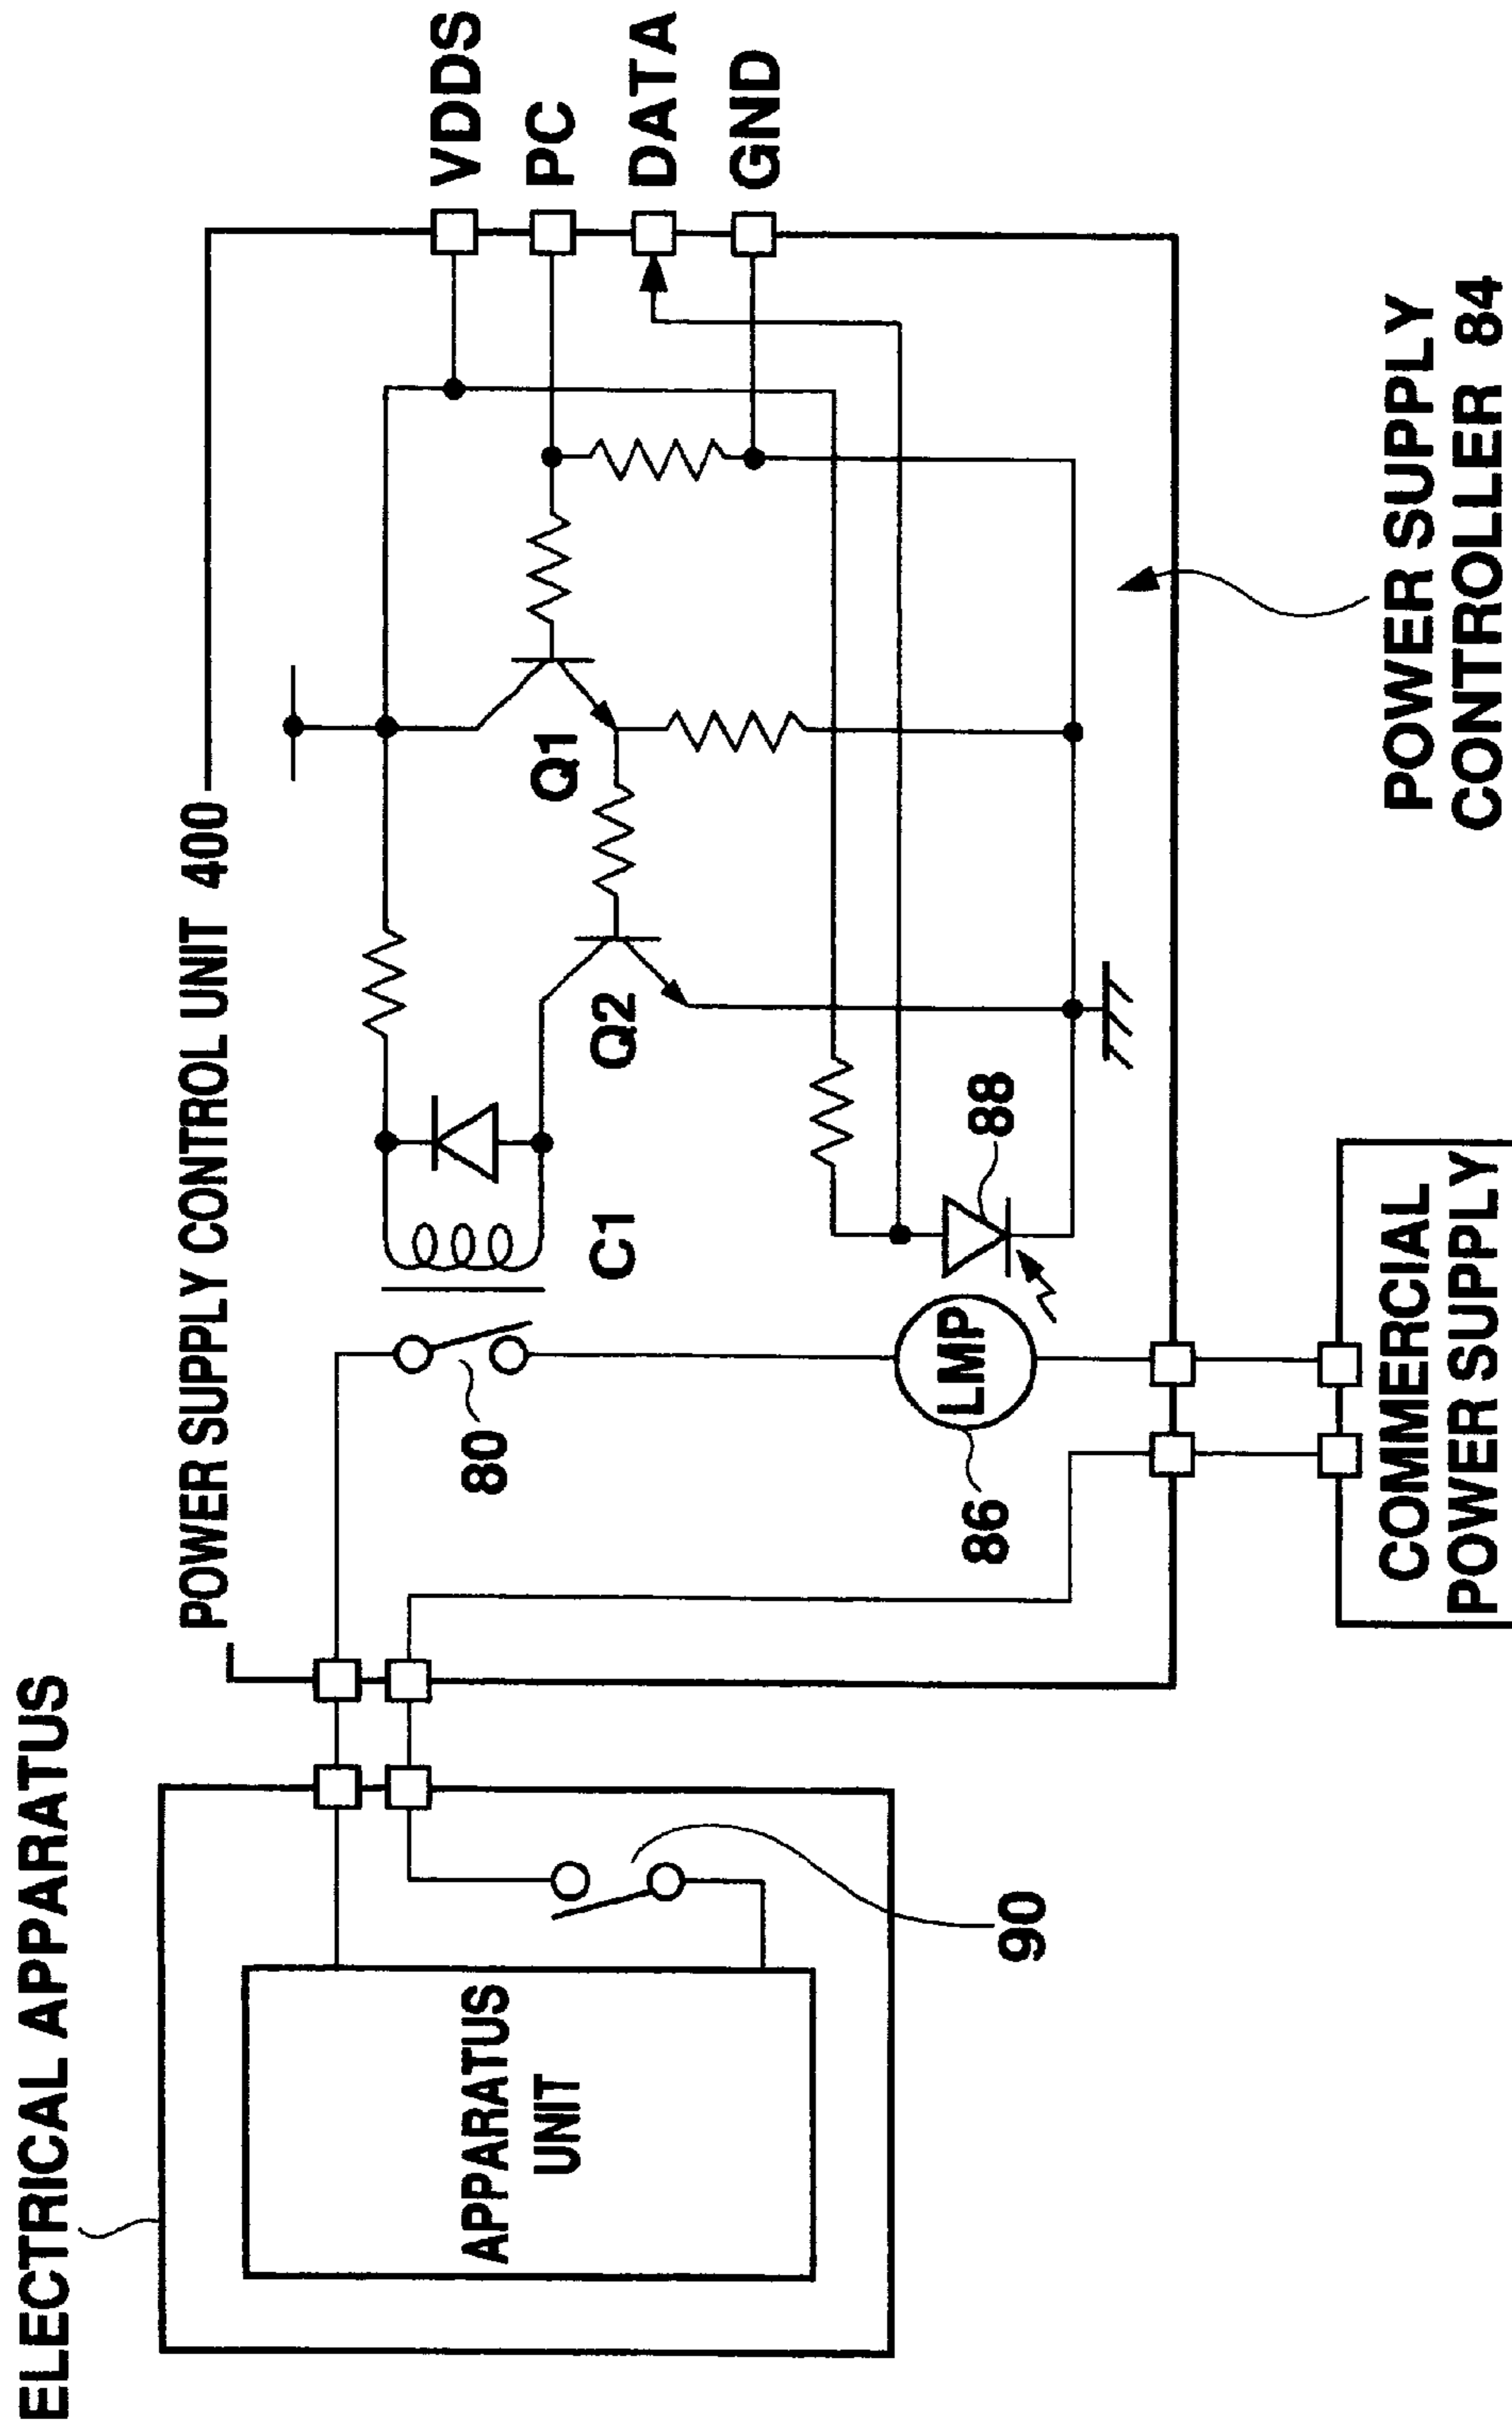 ELECTRICAL APPARATUS
POWER SUPPLY CONTROL UNIT 400
VDDS
PC
DATA
GND
Q1
Q2
C1
80
88
LMP
86
APPARATUS
UNIT
90
COMMERCIAL
POWER SUPPLY
POWER SUPPLY
CONTROLLER 84